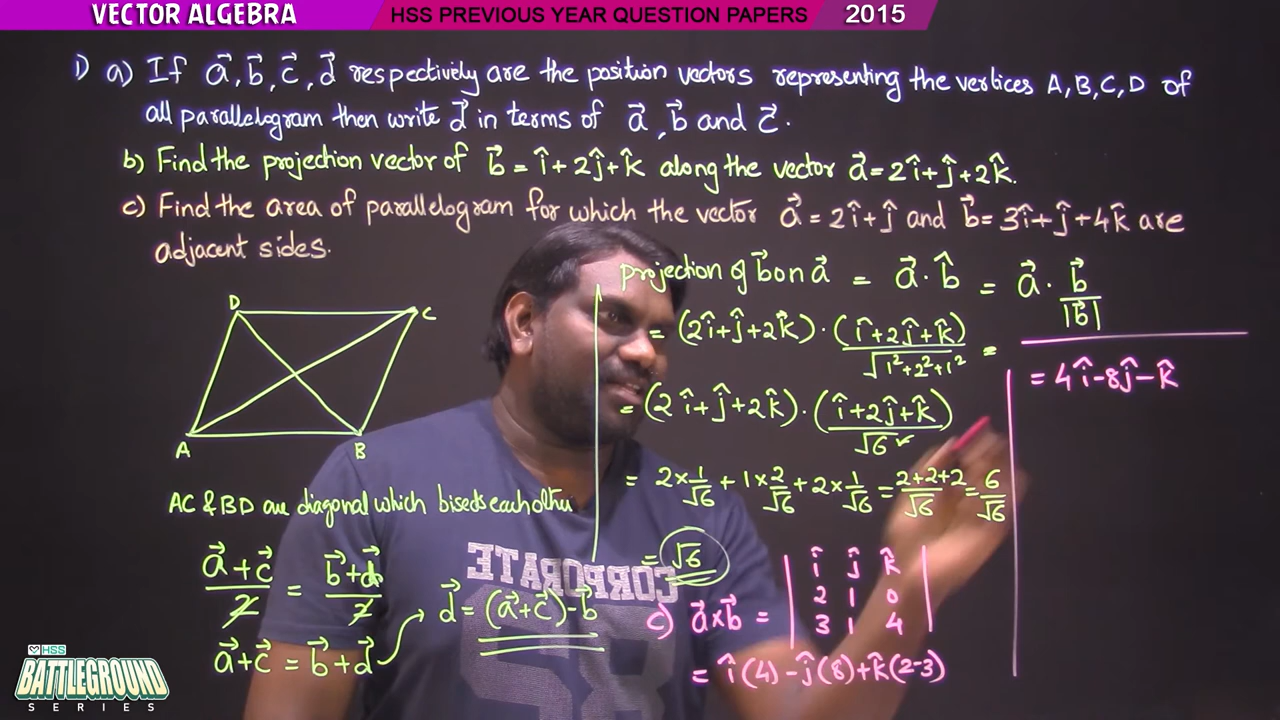 VECTOR ALGEBRA
HSS PREVIOUS YEAR QUESTION PAPERS
2015
1) a) If a⃗, b⃗, c⃗, d⃗ respectively are the position vectors representing the vertices A, B, C, D of
all parallelogram then write d⃗ in terms of a⃗, b⃗ and c⃗.
b) Find the projection vector of b⃗ = î + 2ĵ + k̂ along the vector a⃗ = 2î + ĵ + 2k̂.
c) Find the area of parallelogram for which the vector a⃗ = 2î + ĵ and b⃗ = 3î + ĵ + 4k̂ are
adjacent sides.
D C
A B
AC & BD are diagonal which bisects each other
(a⃗ + c⃗)/2 = (b⃗ + d⃗)/2
a⃗ + c⃗ = b⃗ + d⃗
d⃗ = (a⃗ + c⃗) - b⃗
projection of b⃗ on a⃗ = a⃗ · b̂ = a⃗ · b⃗/|b⃗|
= (2î + ĵ + 2k̂) · (î + 2ĵ + k̂)/√(1² + 2² + 1²) =
= (2î + ĵ + 2k̂) · (î + 2ĵ + k̂)/√6
= 2 × 1/√6 + 1 × 2/√6 + 2 × 1/√6 = (2+2+2)/√6 = 6/√6
= √6
c) a⃗ × b⃗ = | î ĵ k̂ |
| 2 1 0 |
| 3 1 4 |
= î(4) - ĵ(8) + k̂(2-3)
= 4î - 8ĵ - k̂
CORPORATE
58
HSS
BATTLEGROUND
SERIES